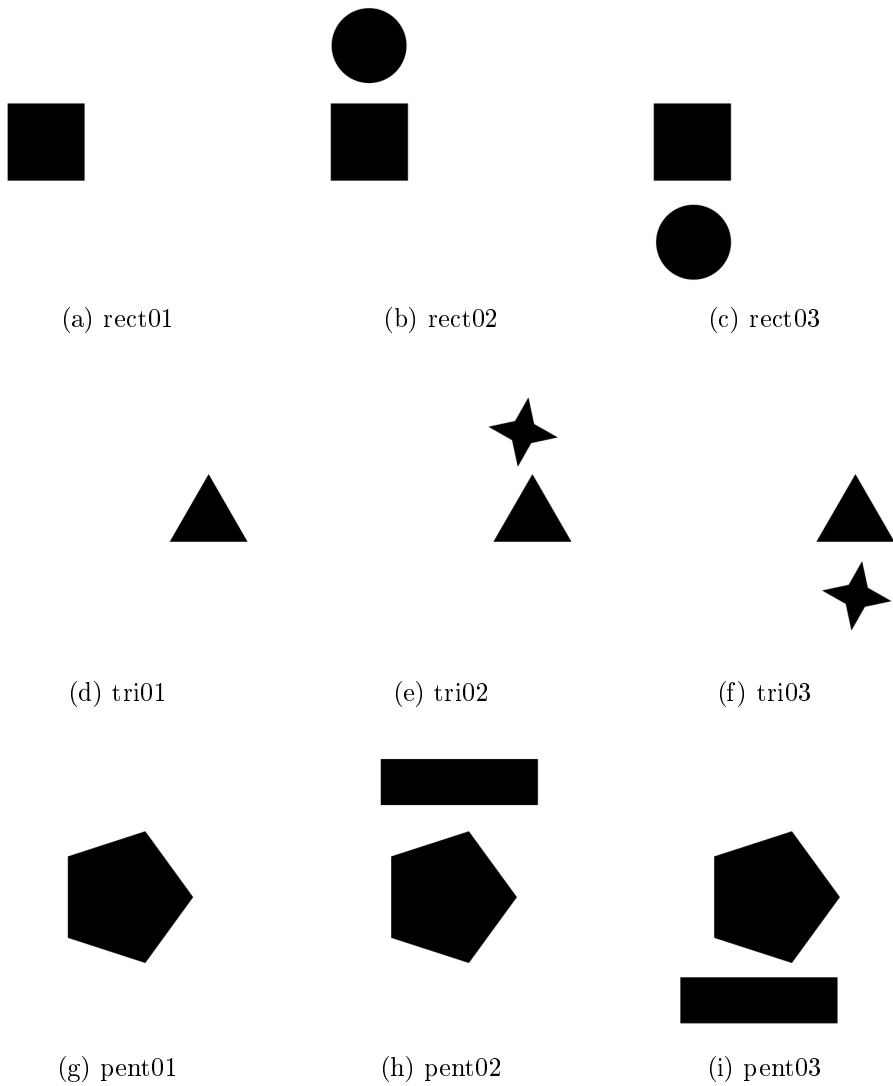 (a) rect01
(b) rect02
(c) rect03
(d) tri01
(e) tri02
(f) tri03
(g) pent01
(h) pent02
(i) pent03